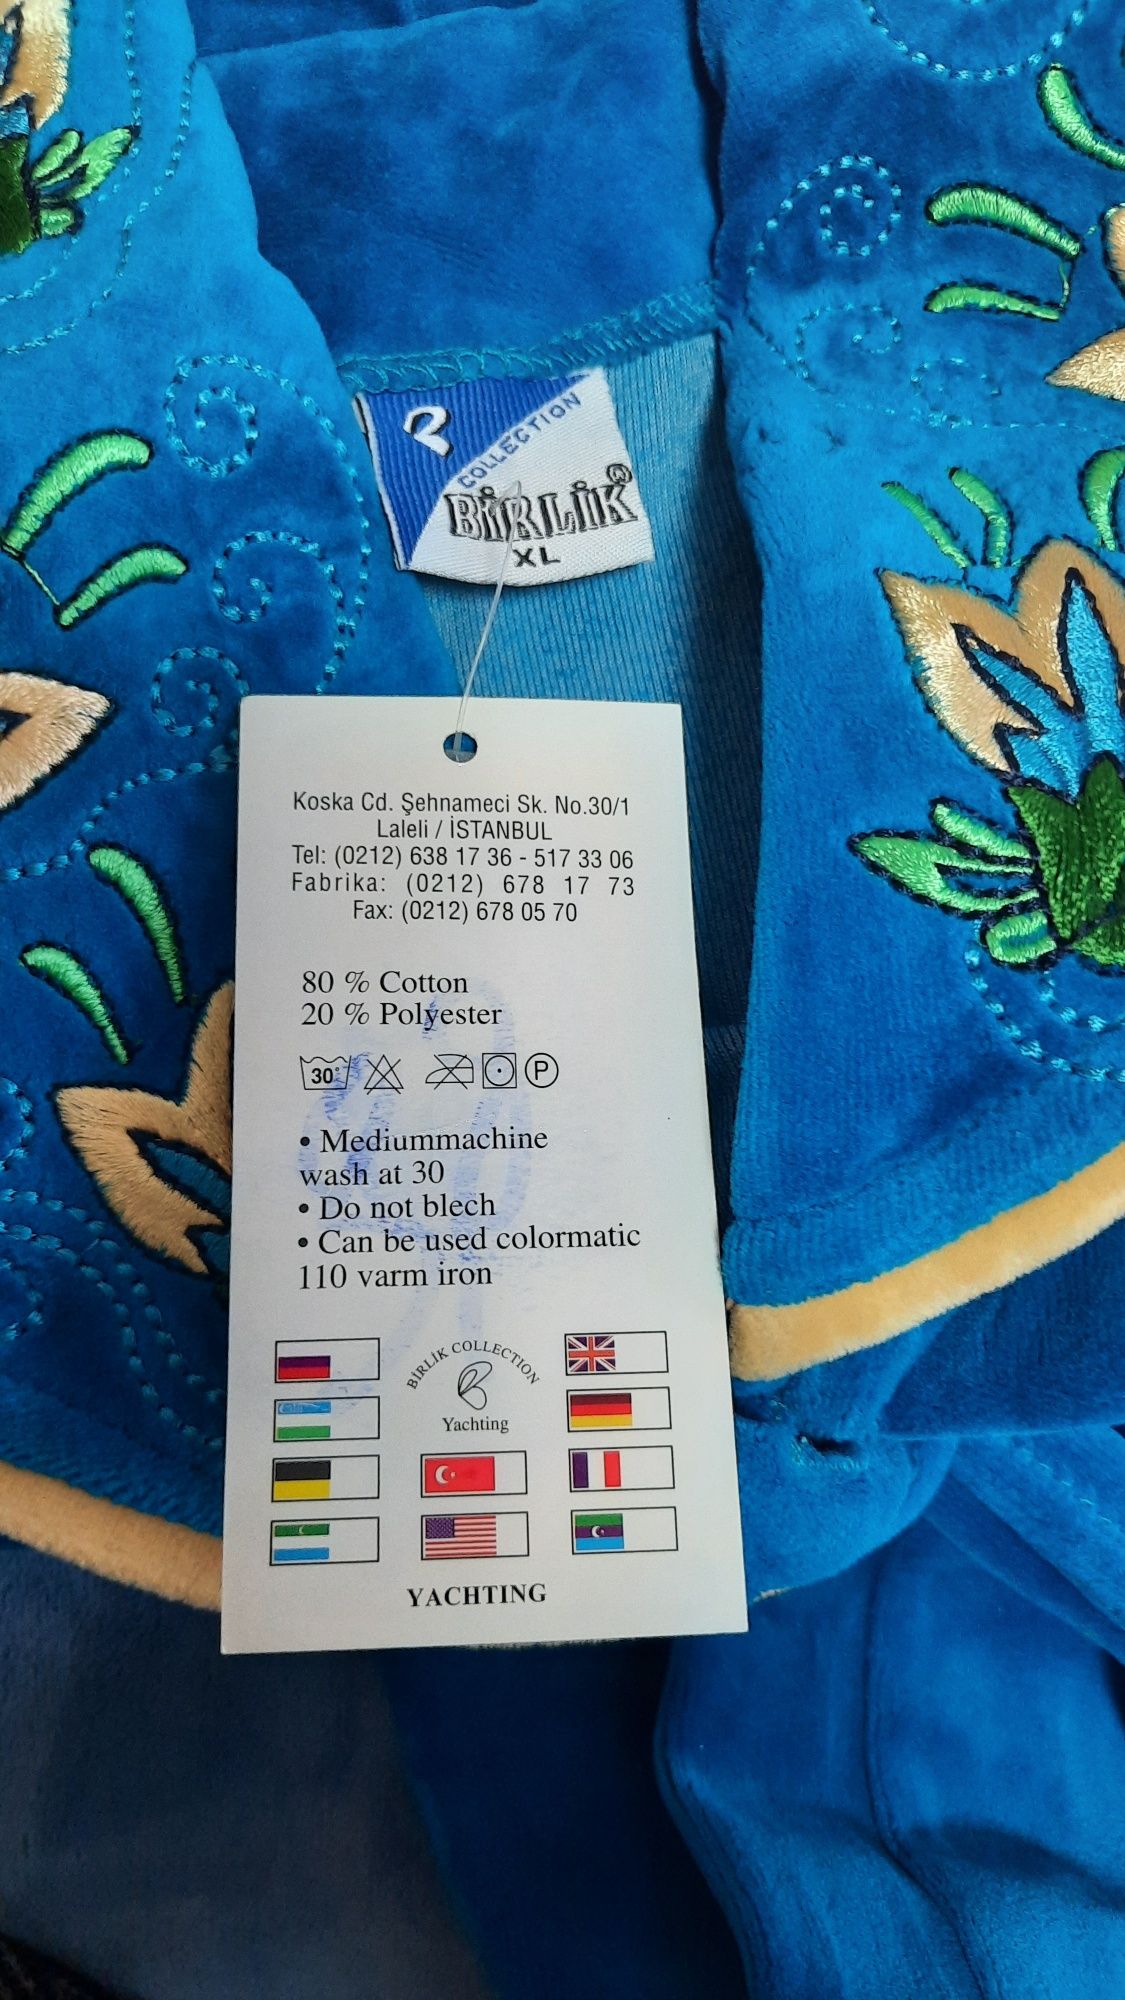 COLLECTION
BİRLİK®
XL
Koska Cd. Şehnameci Sk. No.30/1
Laleli / İSTANBUL
Tel: (0212) 638 17 36 - 517 33 06
Fabrika: (0212) 678 17 73
Fax: (0212) 678 05 70
80 % Cotton
20 % Polyester
30° P
• Mediummachine
wash at 30
• Do not blech
• Can be used colormatic
110 varm iron
BİRLİK COLLECTION
B
Yachting
YACHTING